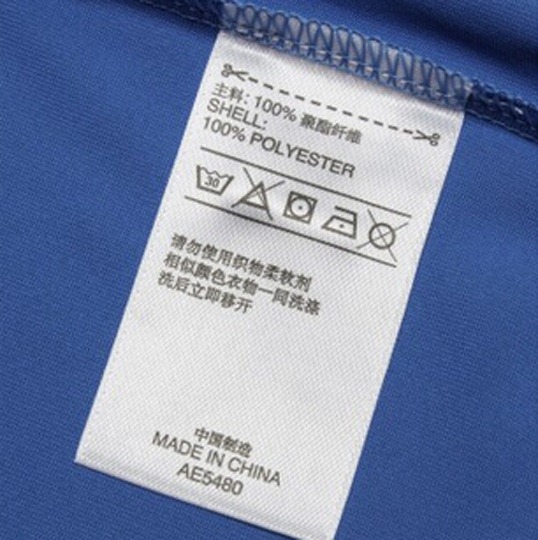 主料: 100% 聚酯纤维
SHELL:
100% POLYESTER
30
请勿使用织物柔软剂
相似颜色衣物一同洗涤
洗后立即移开
中国制造
MADE IN CHINA
AE5480